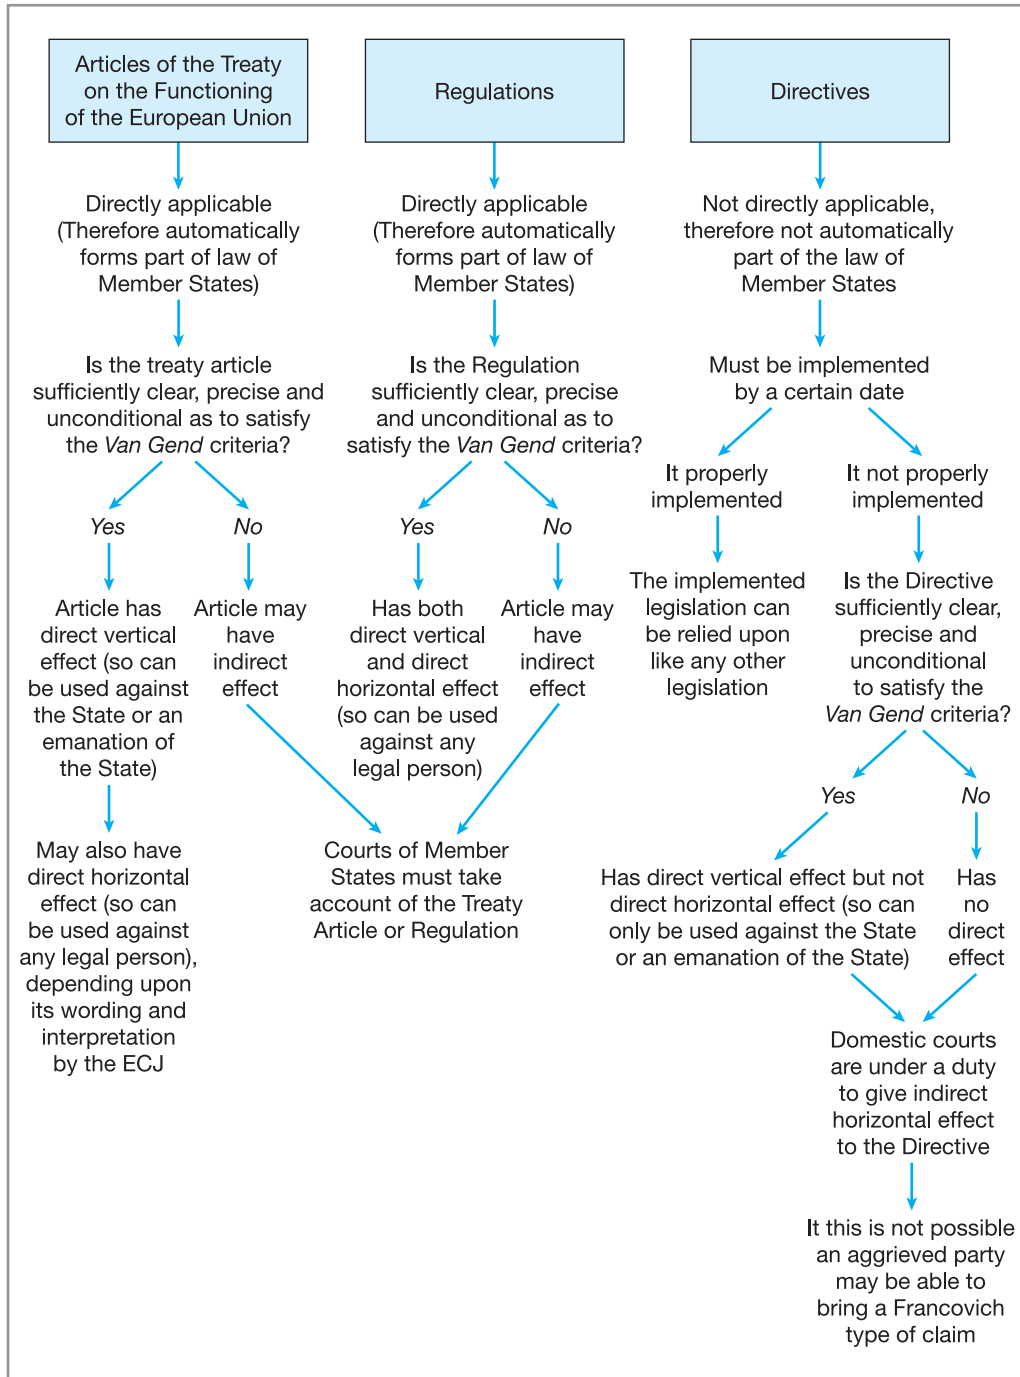 Articles of the Treaty
on the Functioning
of the European Union
Directly applicable
(Therefore automatically
forms part of law of
Member States)
Is the treaty article
sufficiently clear, precise and
unconditional as to satisfy
the Van Gend criteria?
Yes
No
Article has
direct vertical
effect (so can
be used against
the State or an
emanation of
the State)
Article may
have
indirect
effect
May also have
direct horizontal
effect (so can
be used against
any legal person),
depending upon
its wording and
interpretation
by the ECJ
Regulations
Directly applicable
(Therefore automatically
forms part of law of
Member States)
Is the Regulation
sufficiently clear, precise
and unconditional as to
satisfy the Van Gend criteria?
Yes
No
Has both
direct vertical
and direct
horizontal effect
(so can be used
against any
legal person)
Article may
have
indirect
effect
Courts of Member
States must take
account of the Treaty
Article or Regulation
Directives
Not directly applicable,
therefore not automatically
part of the law of
Member States
Must be implemented
by a certain date
It properly
implemented
It not properly
implemented
The implemented
legislation can
be relied upon
like any other
legislation
Is the Directive
sufficiently clear,
precise and
unconditional
to satisfy the
Van Gend criteria?
Yes
No
Has direct vertical effect but not
direct horizontal effect (so can
only be used against the State
or an emanation of the State)
Has
no
direct
effect
Domestic courts
are under a duty
to give indirect
horizontal effect
to the Directive
It this is not possible
an aggrieved party
may be able to
bring a Francovich
type of claim